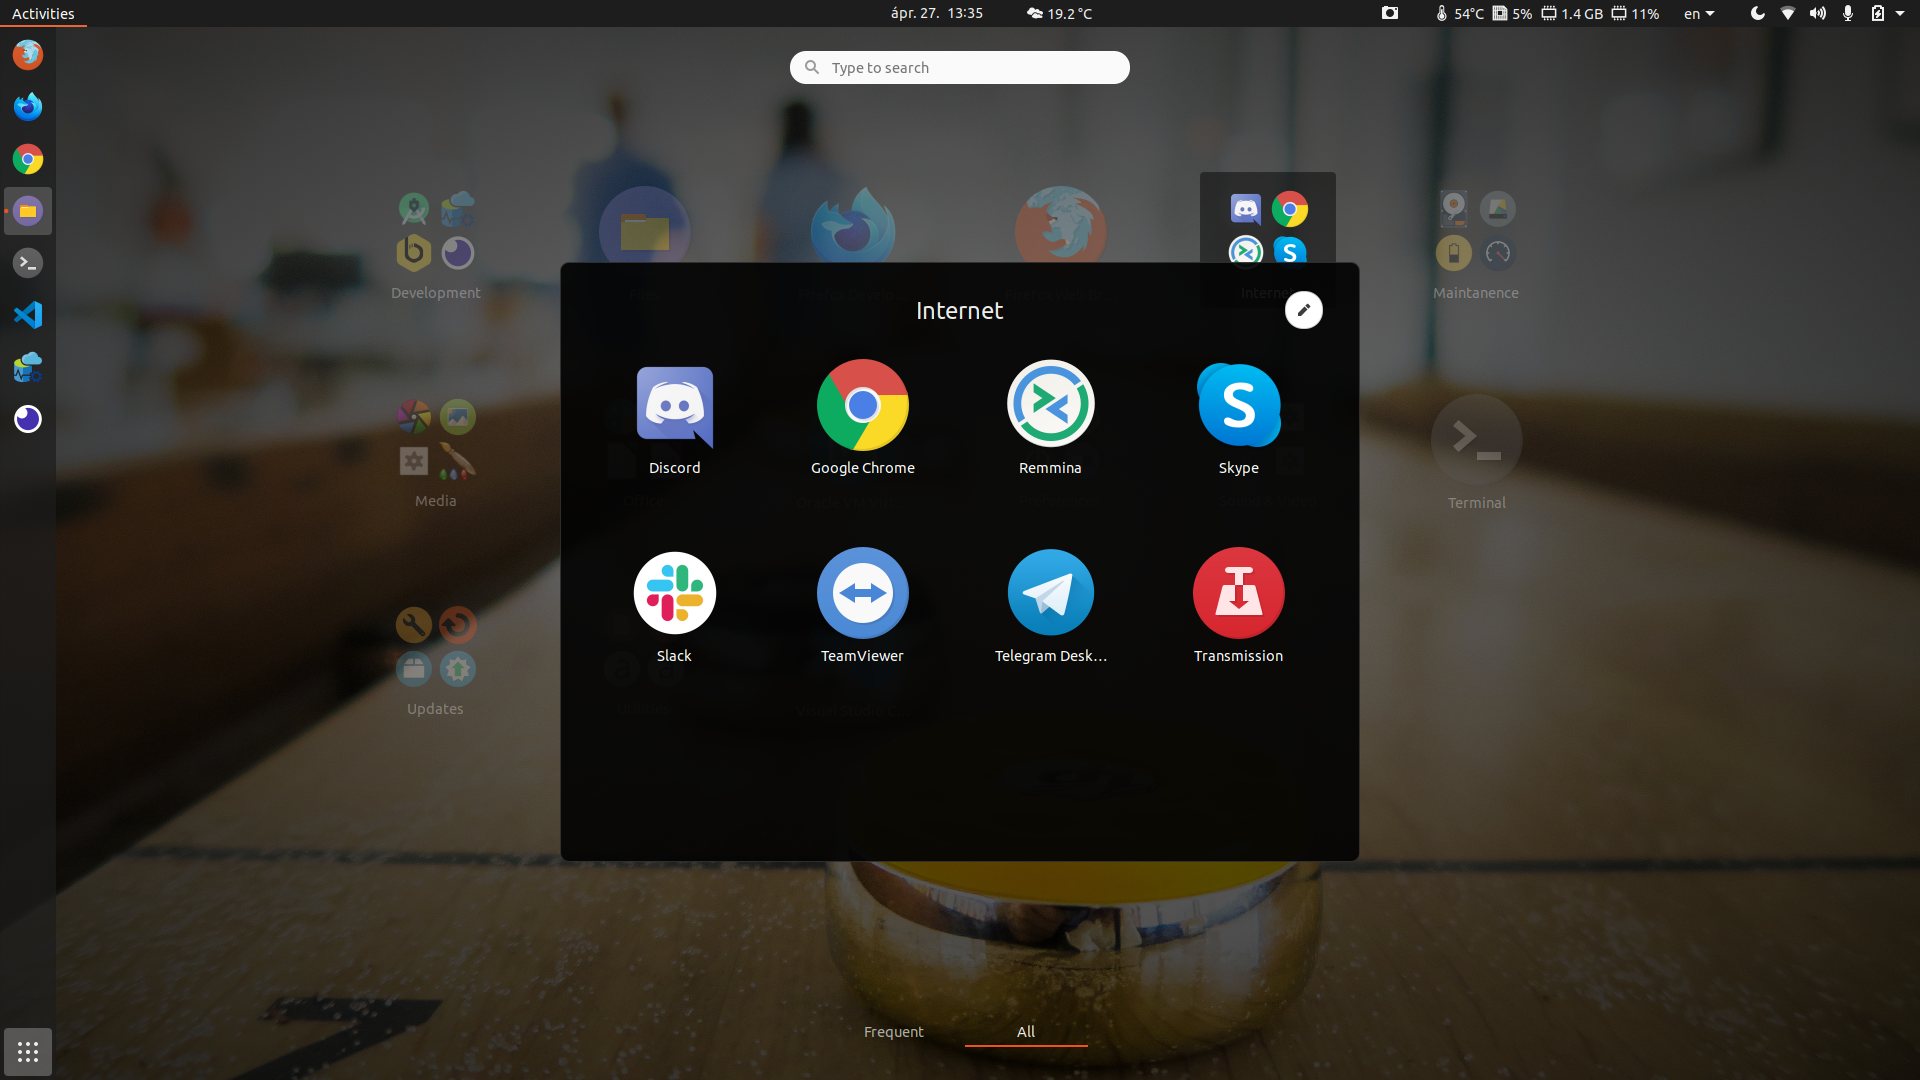 Activities
ápr. 27.  13:35
19.2 °C
54°C
5%
1.4 GB
11%
en
Type to search
Development
Internet
Maintanence
Internet
Discord
Google Chrome
Remmina
Skype
Media
Office
Terminal
Slack
TeamViewer
Telegram Desk…
Transmission
Updates
Frequent
All